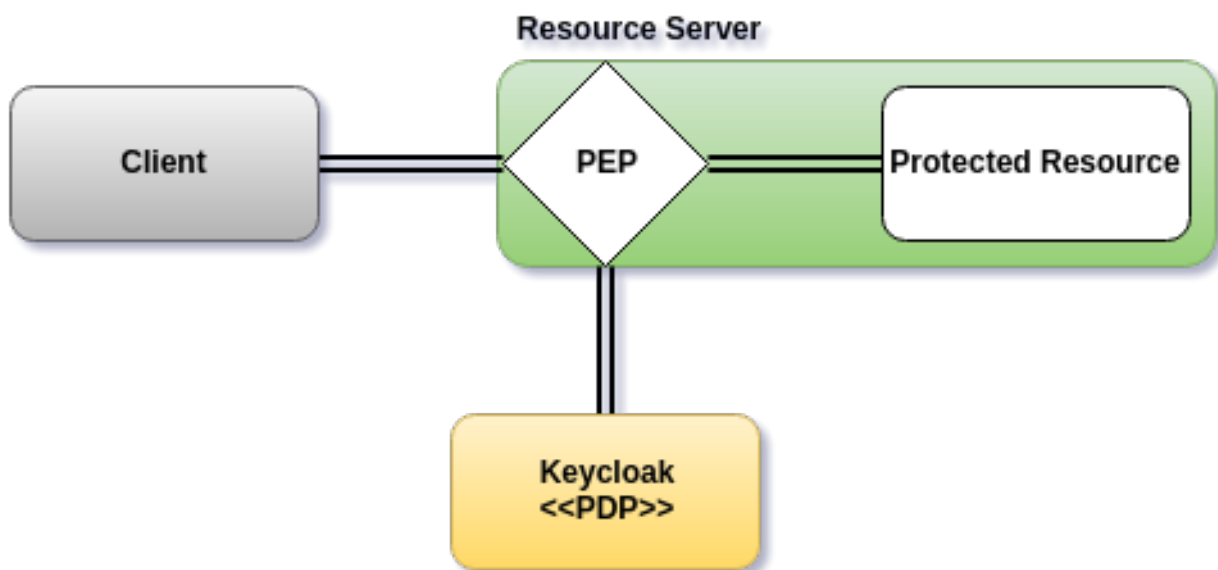 Resource Server
Client
PEP
Protected Resource
Keycloak
<<PDP>>